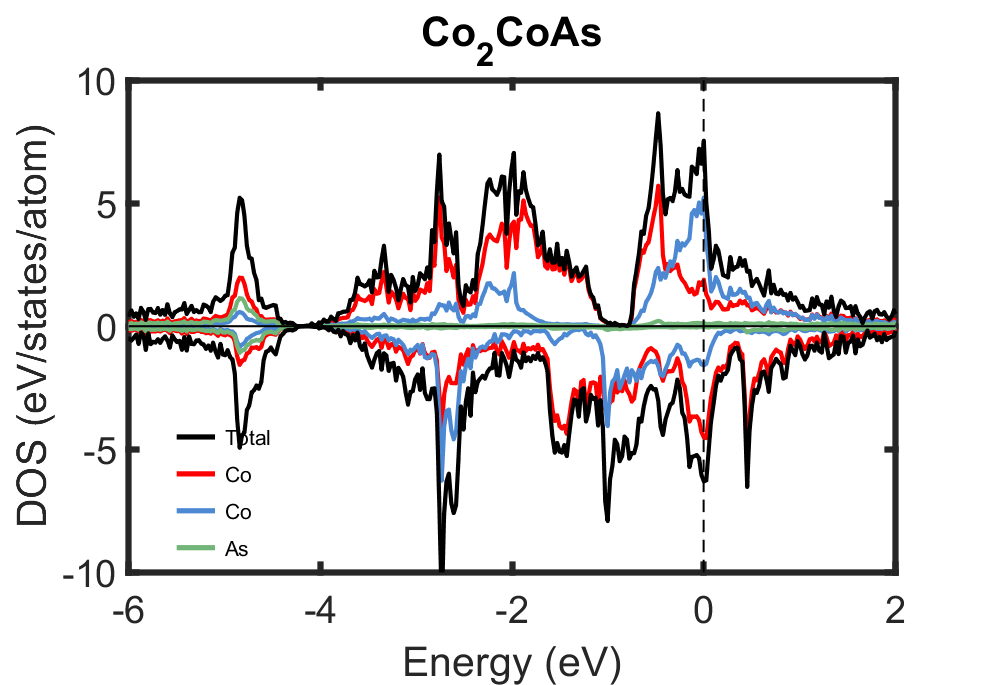 Co2CoAs
10
5
0
-5
-10
DOS (eV/states/atom)
Total
Co
Co
As
-6 -4 -2 0 2
Energy (eV)